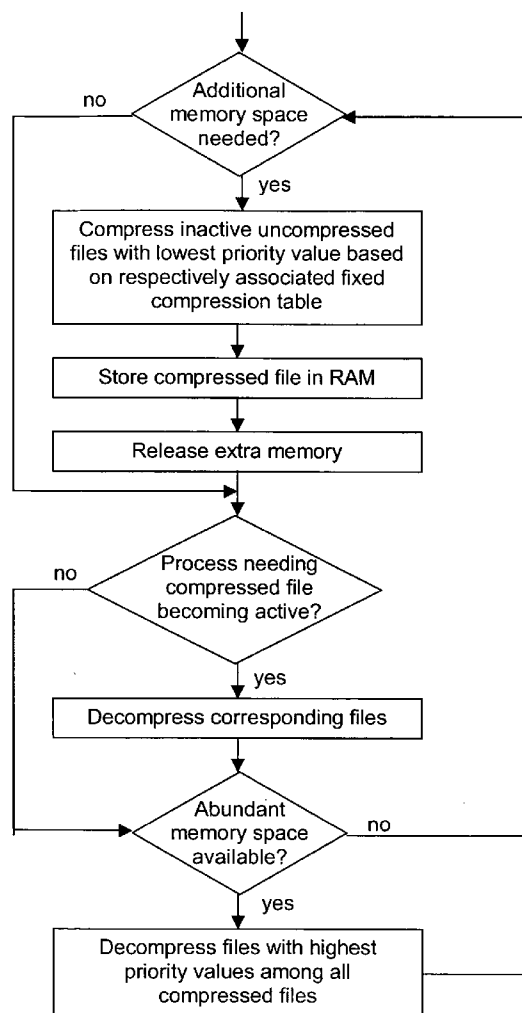 Additional
no
memory space
needed?
yes
Compress inactive uncompressed
files with lowest priority value based
on respectively associated fixed
compression table
Store compressed file in RAM
Release extra memory
Process needing
no
compressed file
becoming active?
yes
Decompress corresponding files
Abundant
memory space
no
available?
yes
Decompress files with highest
priority values among all
compressed files